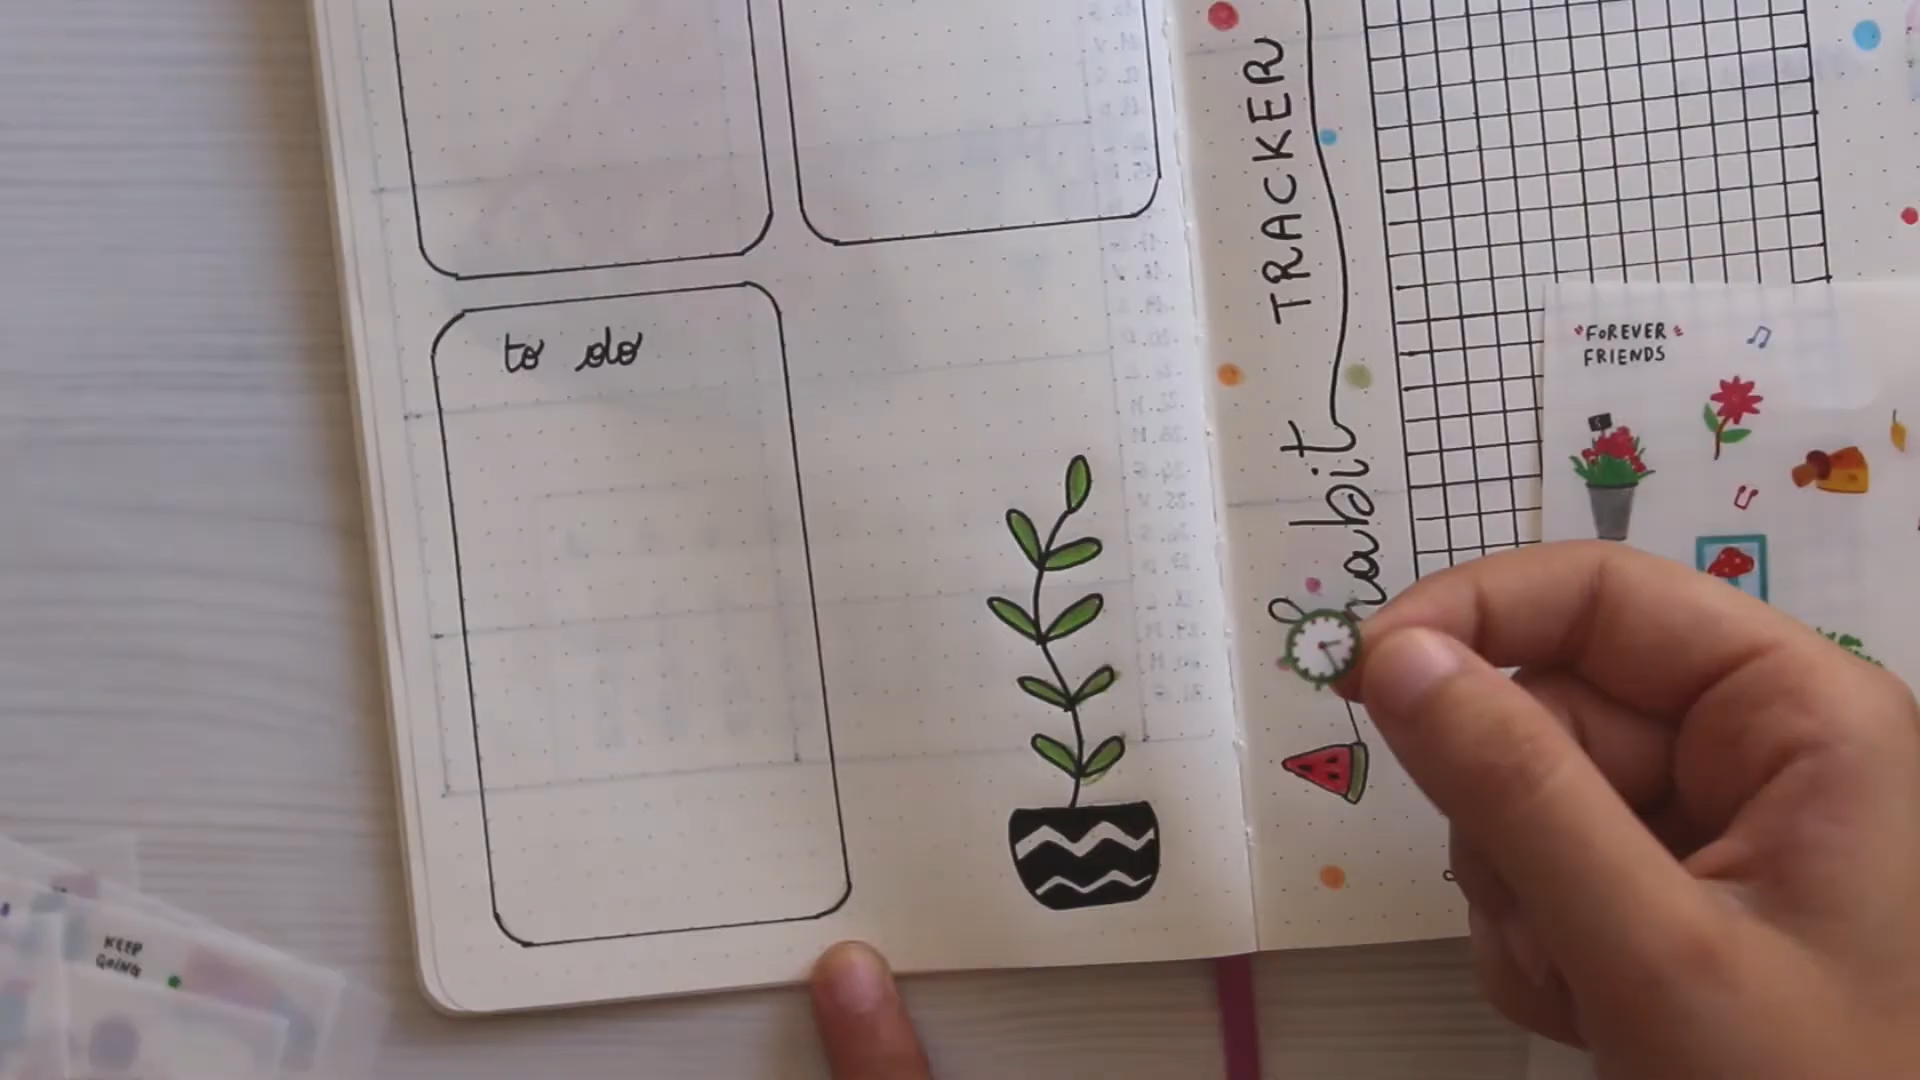 to do
habit TRACKER
"FOREVER
FRIENDS
KEEP
GOING